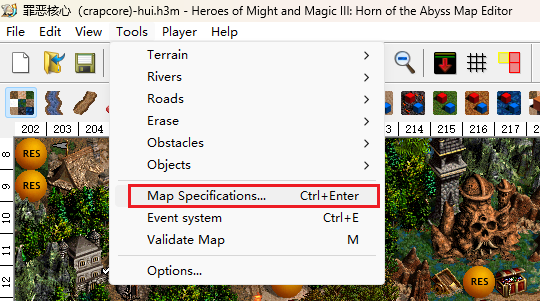 罪恶核心（crapcore)-hui.h3m - Heroes of Might and Magic III: Horn of the Abyss Map Editor
File Edit View Tools Player Help
Terrain
Rivers
Roads
Erase
Obstacles
Objects
Map Specifications... Ctrl+Enter
Event system Ctrl+E
Validate Map M
Options...
202 203 204 214 215 216 217
8 RES
9 RES
10
11
12 RES